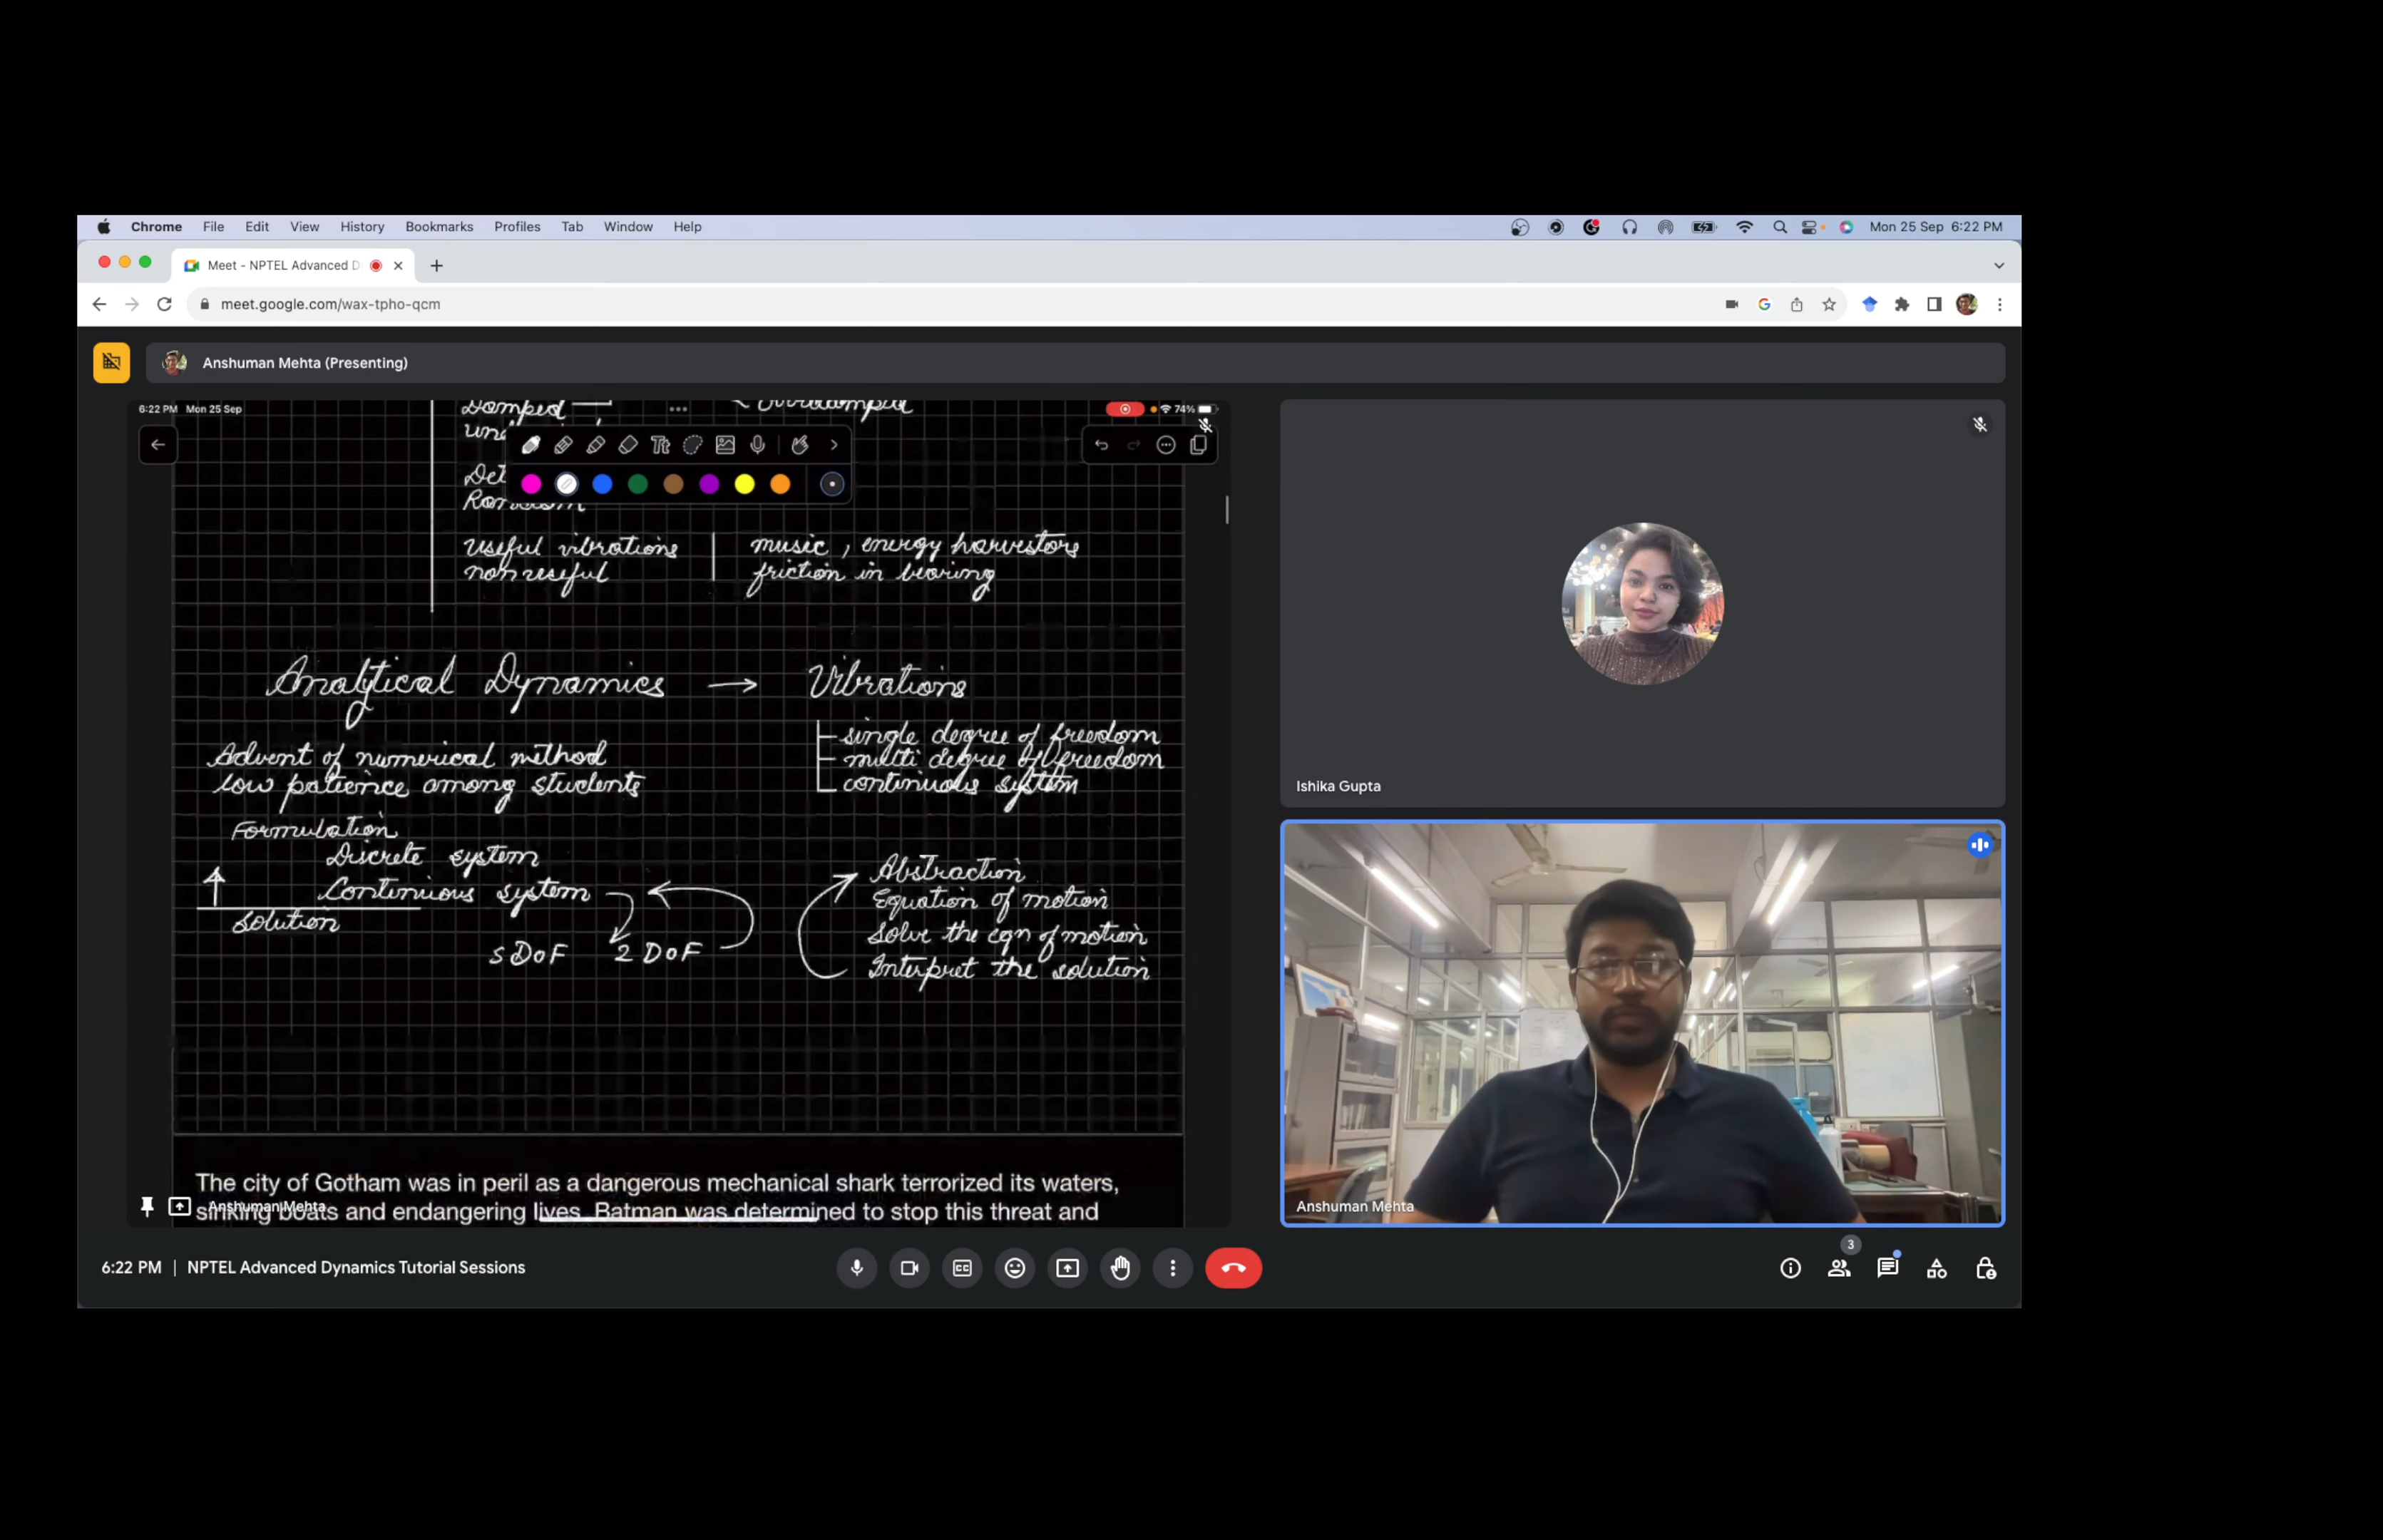 Chrome File Edit View History Bookmarks Profiles Tab Window Help
Mon 25 Sep 6:22 PM
Meet - NPTEL Advanced D
meet.google.com/wax-tpho-qcm
Anshuman Mehta (Presenting)
6:22 PM Mon 25 Sep
74%
Damped
Tt
useful vibrations
nonuseful
music, energy harvestors
friction in bearing
Analytical Dynamics → Vibrations
single degree of freedom
multi degree of freedom
continuous system
Advent of numerical method
low patience among students
Formulation
Discrete system
Continuous system
Solution
SDoF 2 DoF
Abstraction
Equation of motion
Solve the eqn of motion
Interpret the solution
The city of Gotham was in peril as a dangerous mechanical shark terrorized its waters,
sinking boats and endangering lives. Batman was determined to stop this threat and
Anshuman Mehta
Ishika Gupta
Anshuman Mehta
6:22 PM | NPTEL Advanced Dynamics Tutorial Sessions
CC
3